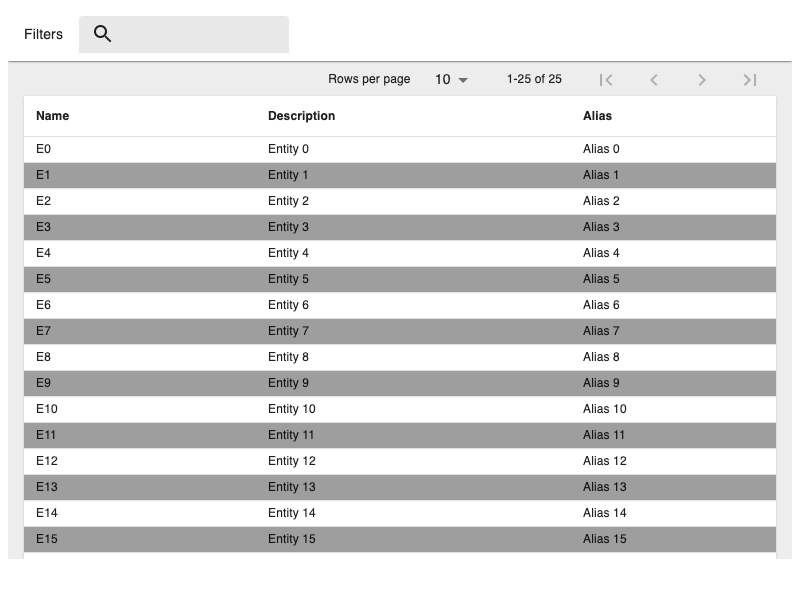 Filters
Rows per page 10 1-25 of 25
Name Description Alias
E0 Entity 0 Alias 0
E1 Entity 1 Alias 1
E2 Entity 2 Alias 2
E3 Entity 3 Alias 3
E4 Entity 4 Alias 4
E5 Entity 5 Alias 5
E6 Entity 6 Alias 6
E7 Entity 7 Alias 7
E8 Entity 8 Alias 8
E9 Entity 9 Alias 9
E10 Entity 10 Alias 10
E11 Entity 11 Alias 11
E12 Entity 12 Alias 12
E13 Entity 13 Alias 13
E14 Entity 14 Alias 14
E15 Entity 15 Alias 15